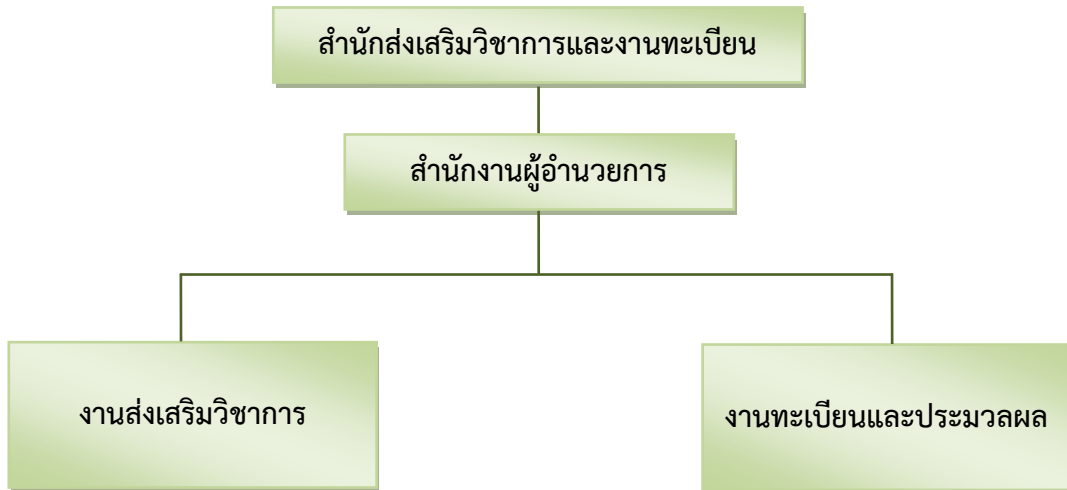 สำนักส่งเสริมวิชาการและงานทะเบียน
สำนักงานผู้อำนวยการ
งานส่งเสริมวิชาการ
งานทะเบียนและประมวลผล